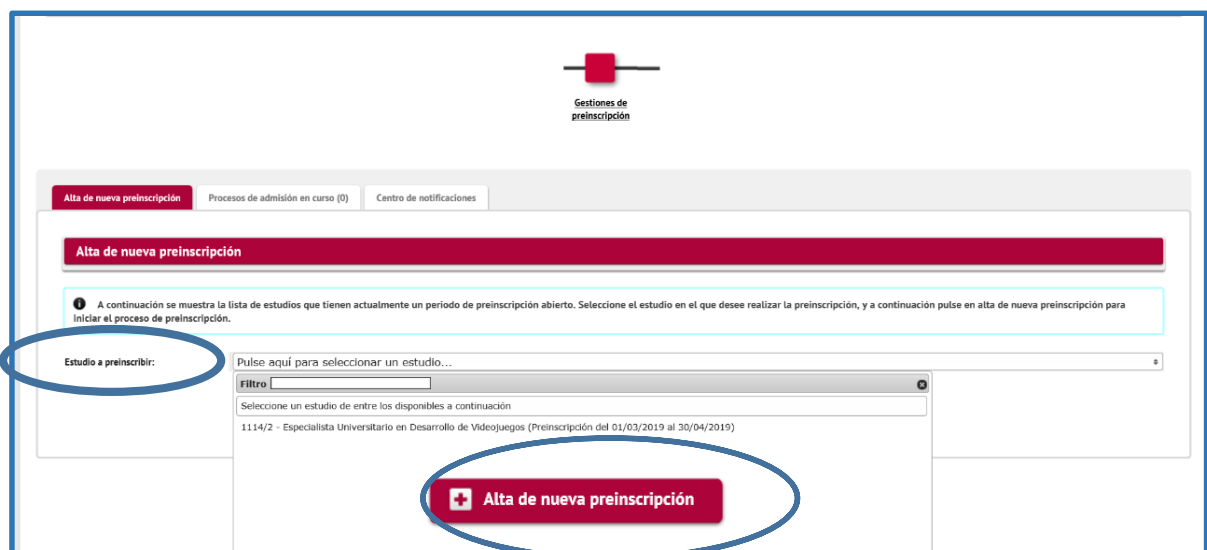 Gestiones de
preinscripción
Alta de nueva preinscripción
Procesos de admisión en curso (0)
Centro de notificaciones
Alta de nueva preinscripción
A continuación se muestra la lista de estudios que tienen actualmente un periodo de preinscripción abierto. Seleccione el estudio en el que desee realizar la preinscripción, y a continuación pulse en alta de nueva preinscripción para
iniciar el proceso de preinscripción.
Estudio a preinscribir:
Pulse aquí para seleccionar un estudio...
Filtro
Seleccione un estudio de entre los disponibles a continuación
1114/2 - Especialista Universitario en Desarrollo de Videojuegos (Preinscripción del 01/03/2019 al 30/04/2019)
Alta de nueva preinscripción